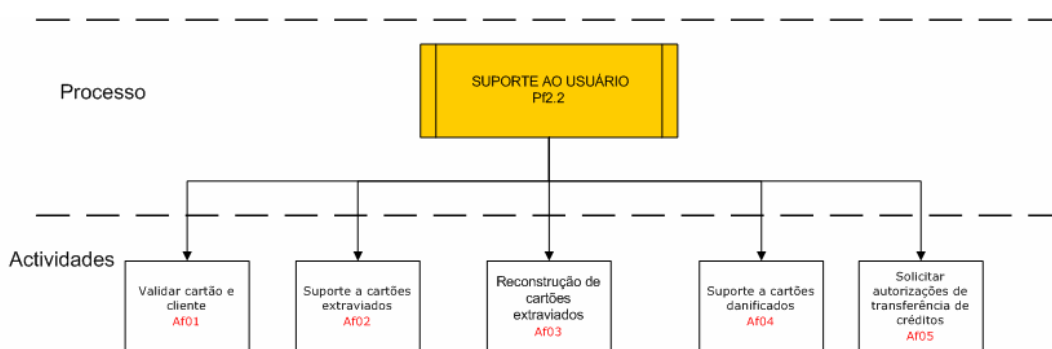 Processo
SUPORTE AO USUÁRIO
Pf2.2
Actividades
Validar cartão e
cliente
Af01
Suporte a cartões
extraviados
Af02
Reconstrução de
cartões
extraviados
Af03
Suporte a cartões
danificados
Af04
Solicitar
autorizações de
transferência de
créditos
Af05